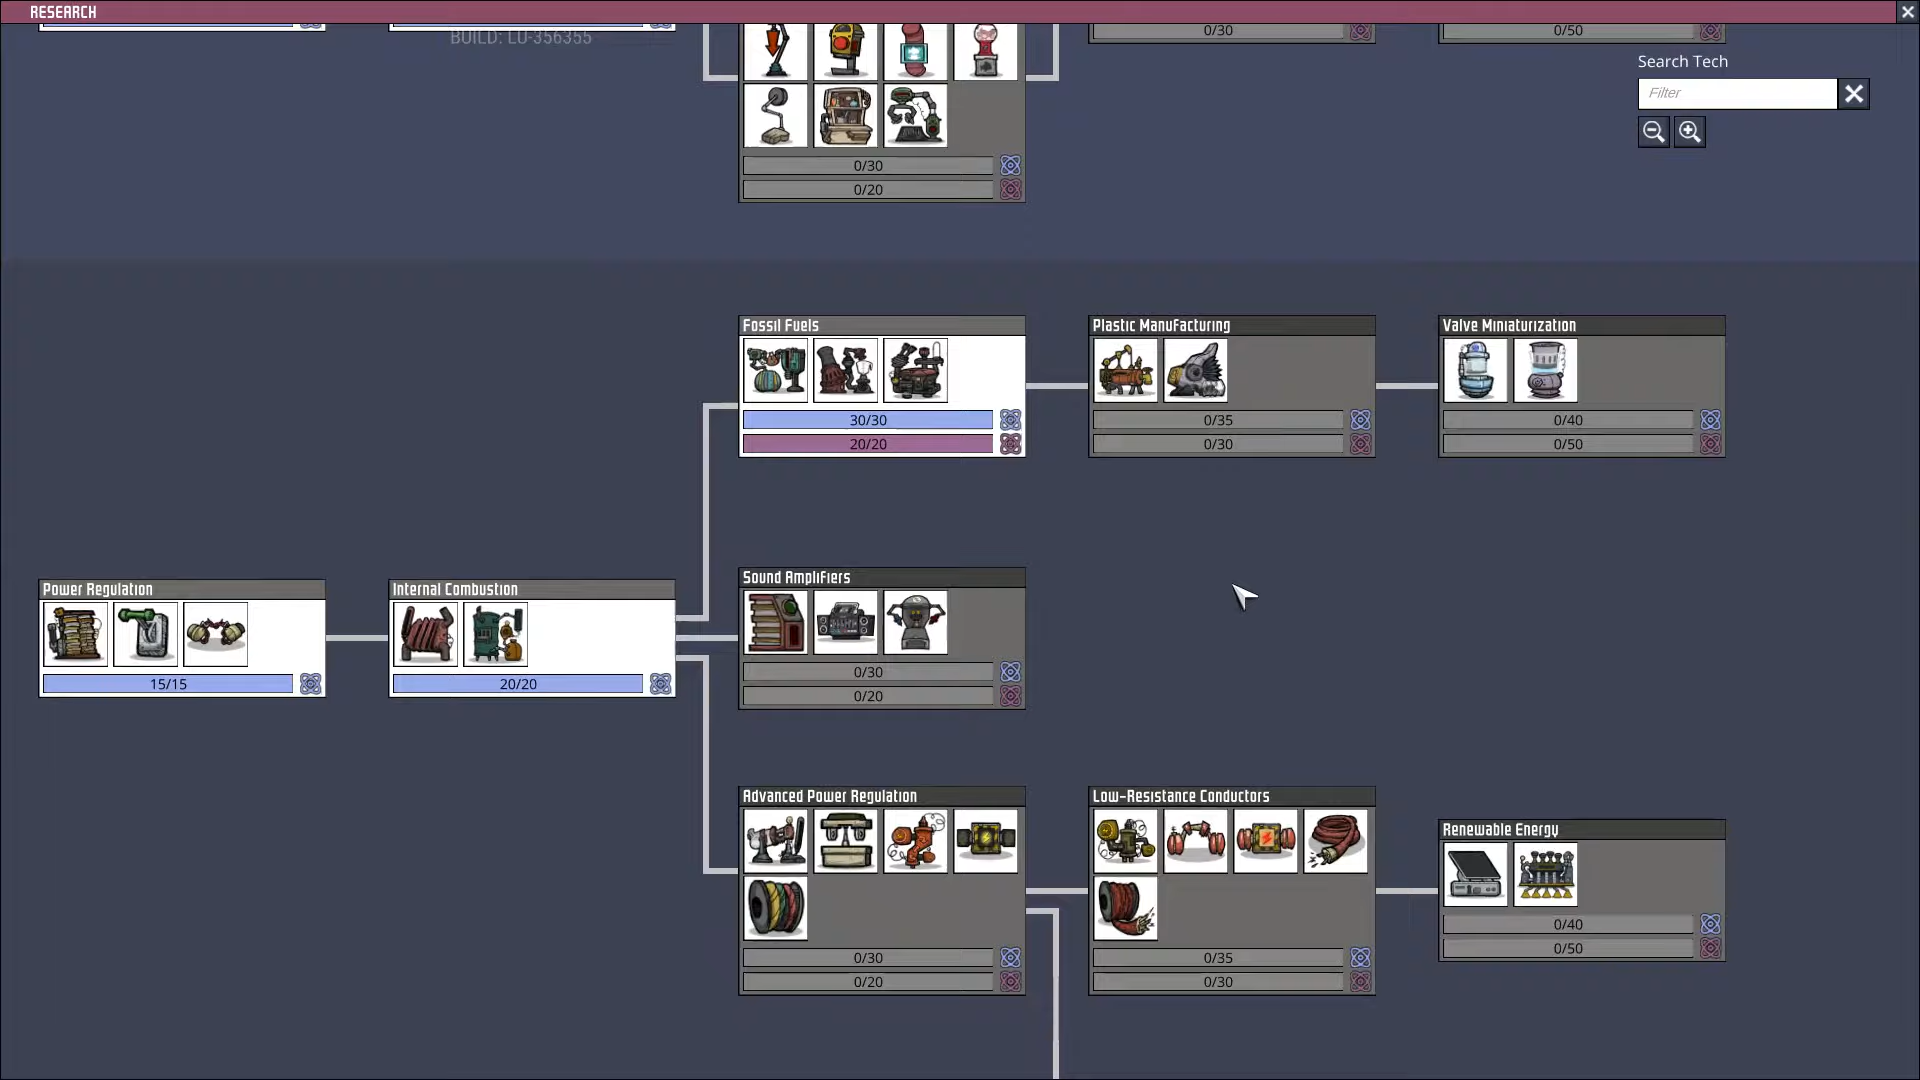 RESEARCH
BUILD: LU-356355
0/30
0/50
Search Tech
Filter
0/30
0/20
Fossil Fuels
Plastic Manufacturing
Valve Miniaturization
30/30
0/35
0/40
20/20
0/30
0/50
Sound Amplifiers
Power Regulation
Internal Combustion
0/30
15/15
20/20
0/20
Advanced Power Regulation
Low-Resistance Conductors
Renewable Energy
0/40
0/50
0/30
0/35
0/20
0/30